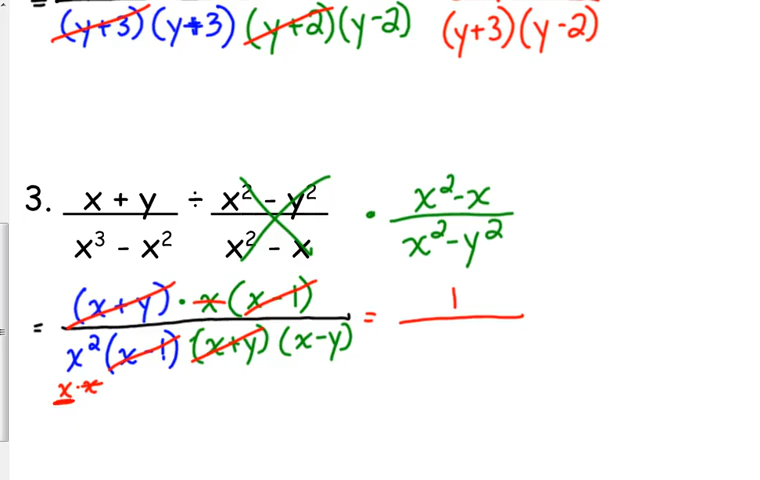 = (y+3)(y+3)(y+2)(y-2) (y+3)(y-2)
3. x + y / x³ - x² ÷ x² - y² / x² - x · x² - x / x² - y²
= (x+y) · x(x-1) / x²(x-1)(x+y)(x-y) = 1
x·x